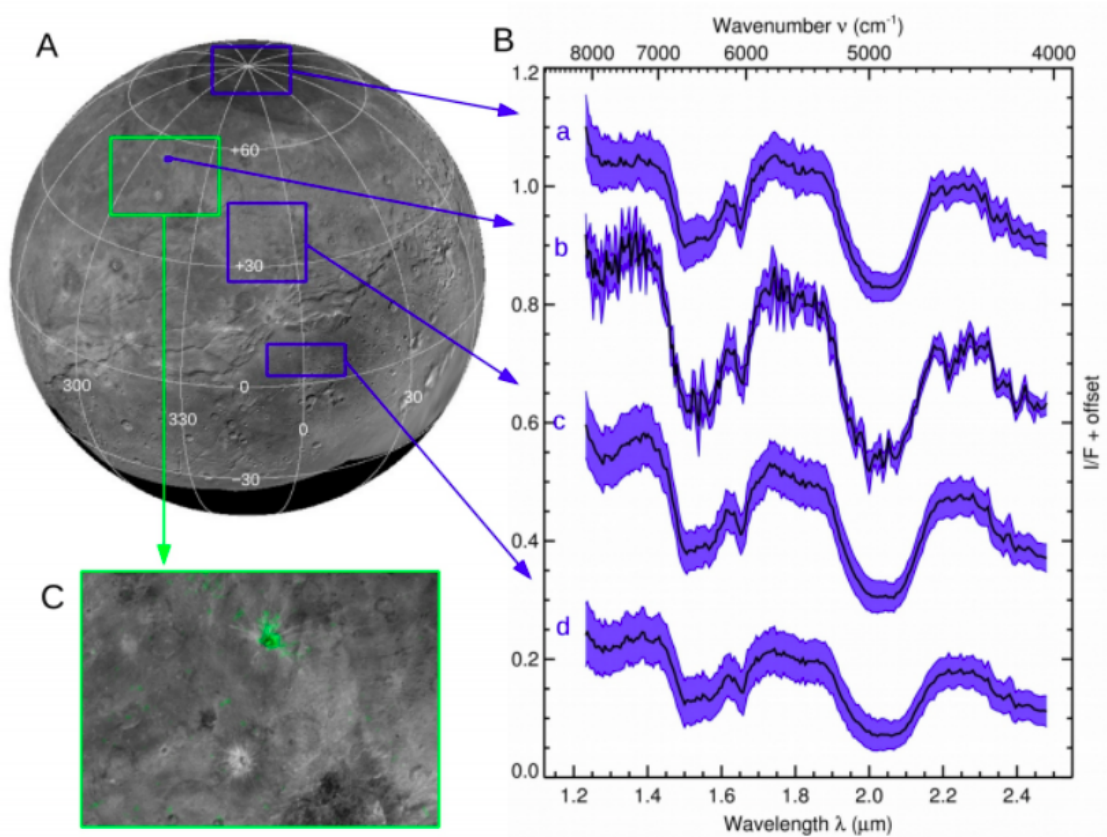 A
+60
+30
300
0
330
30
0
−30
B
Wavenumber ν (cm⁻¹)
8000 7000 6000 5000 4000
1.2
a
1.0
b
0.8
0.6
c
0.4
d
0.2
0.0
1.2 1.4 1.6 1.8 2.0 2.2 2.4
Wavelength λ (μm)
I/F + offset
C